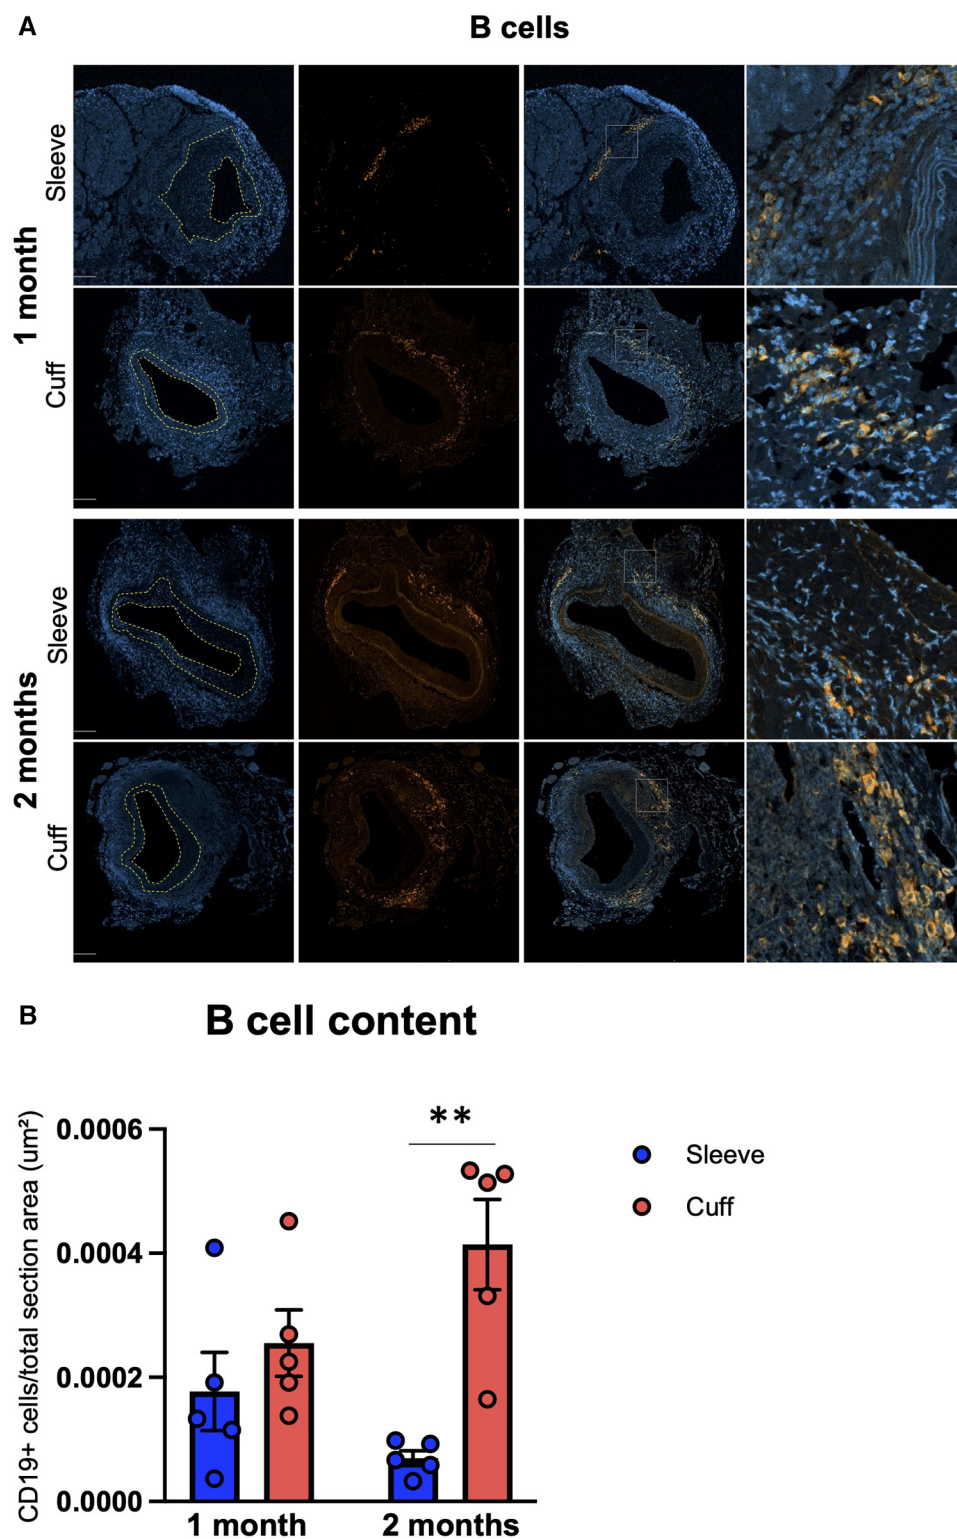 A
B cells
1 month
Sleeve
Cuff
2 months
Sleeve
Cuff
B
B cell content
CD19+ cells/total section area (um²)
0.0006
0.0004
0.0002
0.0000
**
Sleeve
Cuff
1 month
2 months